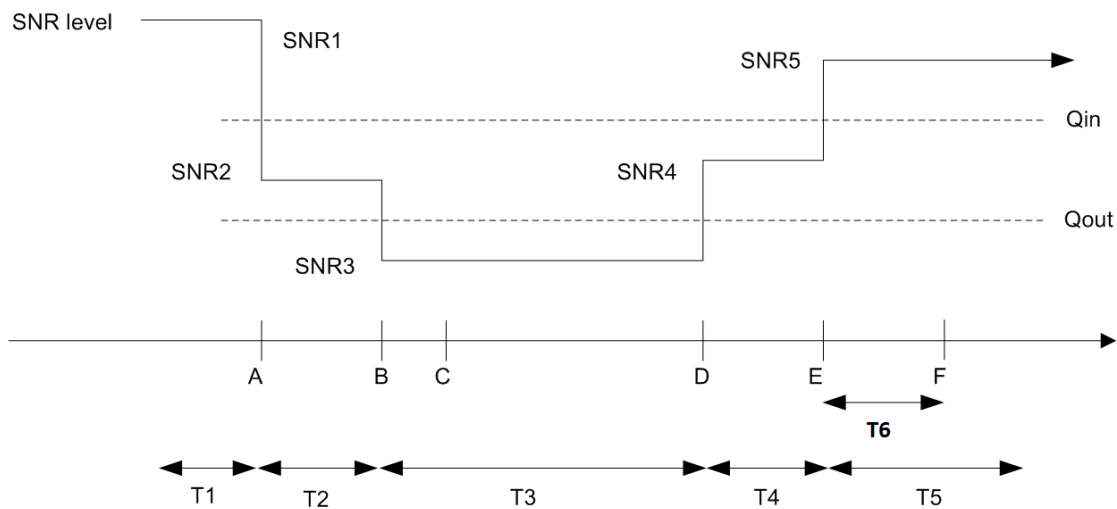 SNR level
SNR1
SNR5
Qin
SNR2
SNR4
Qout
SNR3
A
B
C
D
E
F
T6
T1
T2
T3
T4
T5